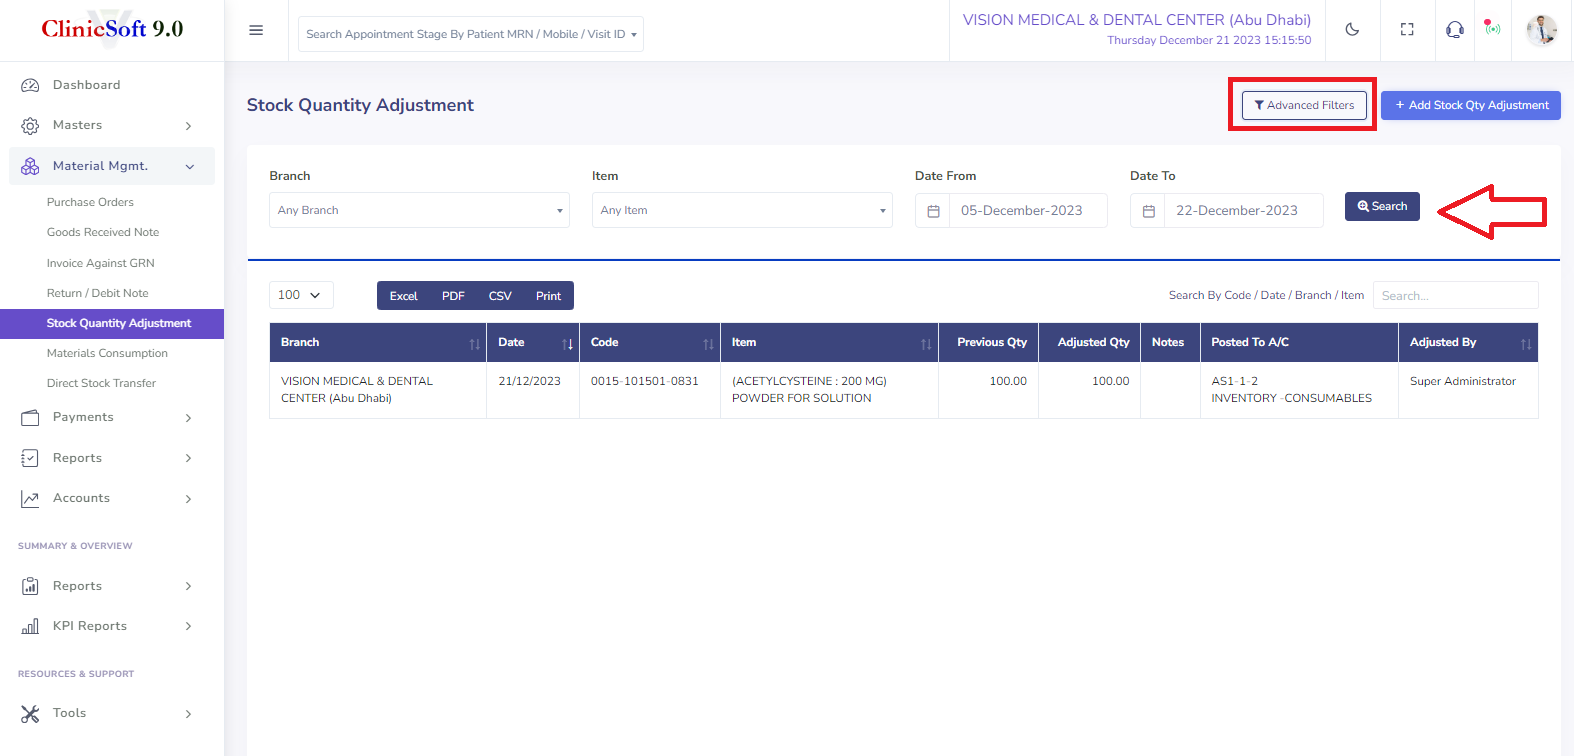 ClinicSoft 9.0
Search Appointment Stage By Patient MRN / Mobile / Visit ID
VISION MEDICAL & DENTAL CENTER (Abu Dhabi)
Thursday December 21 2023 15:15:50
Dashboard
Masters
Material Mgmt.
Purchase Orders
Goods Received Note
Invoice Against GRN
Return / Debit Note
Stock Quantity Adjustment
Materials Consumption
Direct Stock Transfer
Payments
Reports
Accounts
SUMMARY & OVERVIEW
Reports
KPI Reports
RESOURCES & SUPPORT
Tools
Stock Quantity Adjustment
Advanced Filters
+ Add Stock Qty Adjustment
Branch Item Date From Date To
Any Branch Any Item 05-December-2023 22-December-2023 Search
100 Excel PDF CSV Print Search By Code / Date / Branch / Item Search...
Branch Date Code Item Previous Qty Adjusted Qty Notes Posted To A/C Adjusted By
VISION MEDICAL & DENTAL 21/12/2023 0015-101501-0831 (ACETYLCYSTEINE : 200 MG) 100.00 100.00 AS1-1-2 Super Administrator
CENTER (Abu Dhabi) POWDER FOR SOLUTION INVENTORY -CONSUMABLES